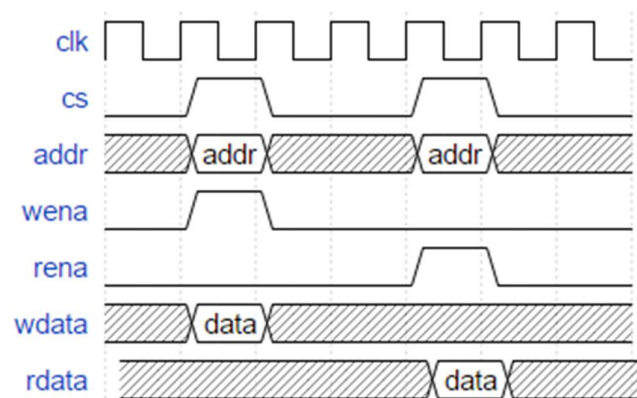 clk
cs
addr addr addr
wena
rena
wdata data
rdata data